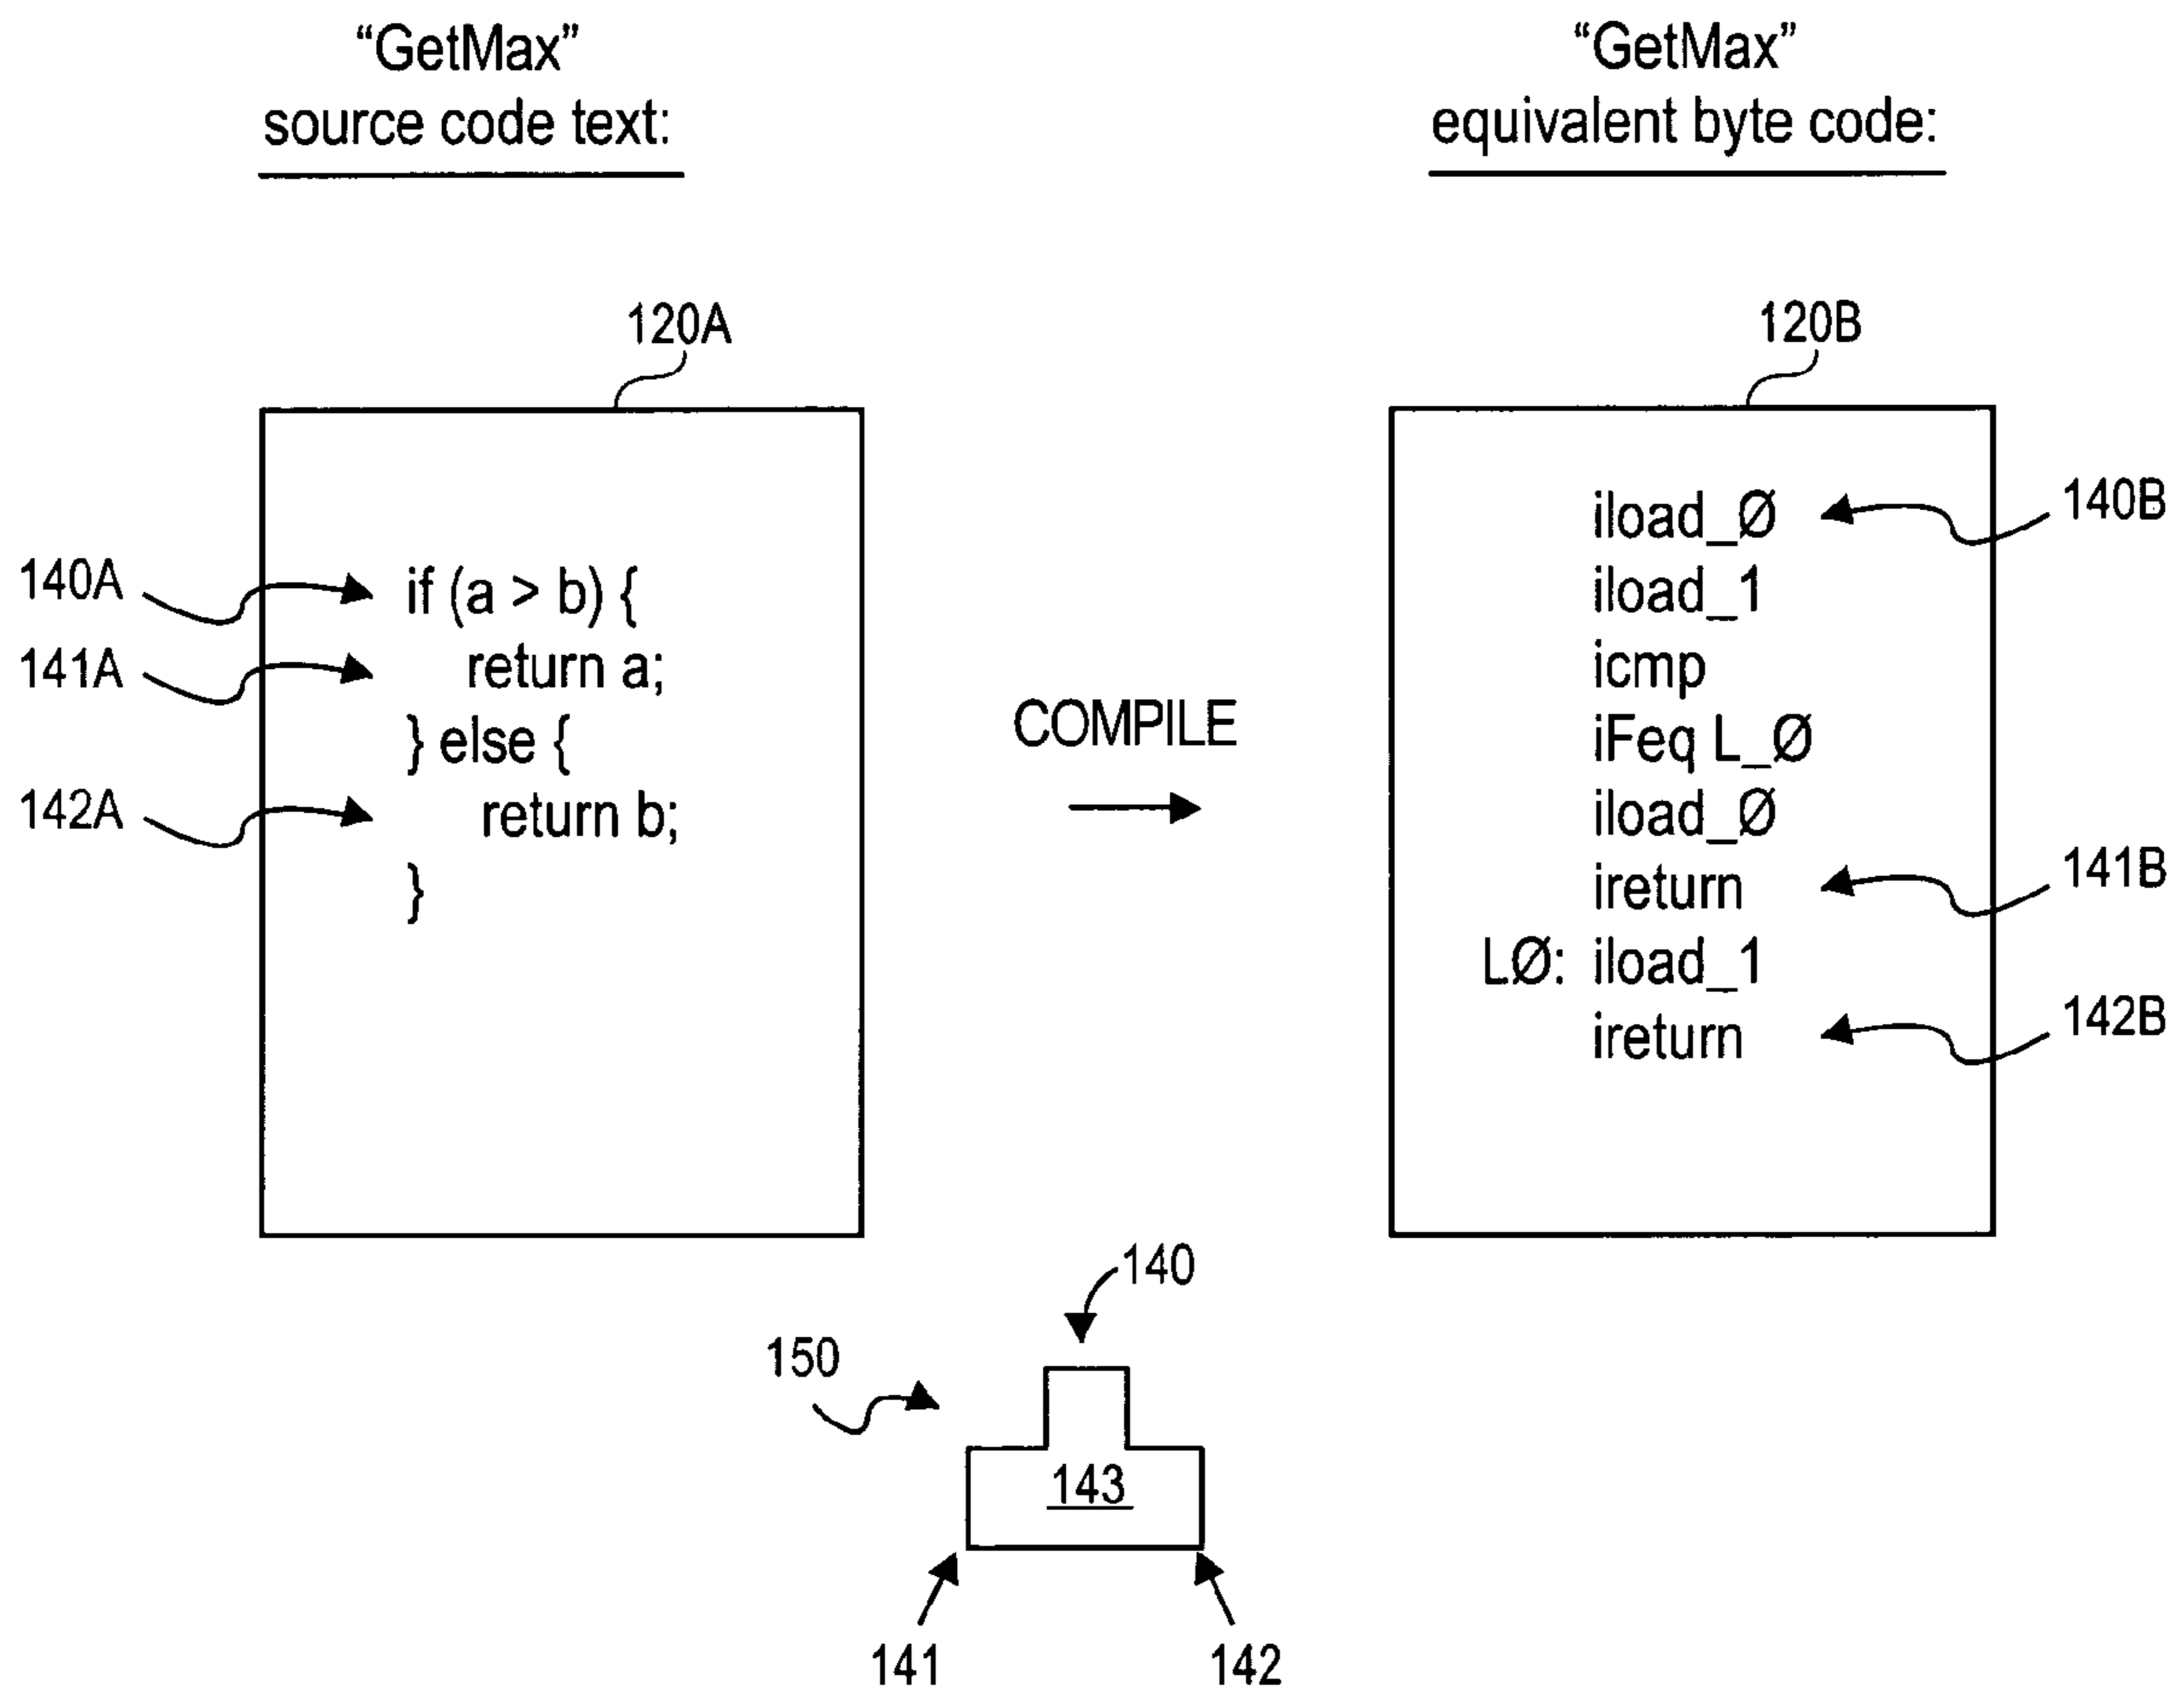 “GetMax”
source code text:
“GetMax”
equivalent byte code:
120A
120B
140A
if (a > b) {
141A
return a;
} else {
142A
return b;
}
COMPILE
iload_Ø
140B
iload_1
icmp
iFeq L_Ø
iload_Ø
ireturn
141B
LØ: iload_1
ireturn
142B
140
150
143
141
142